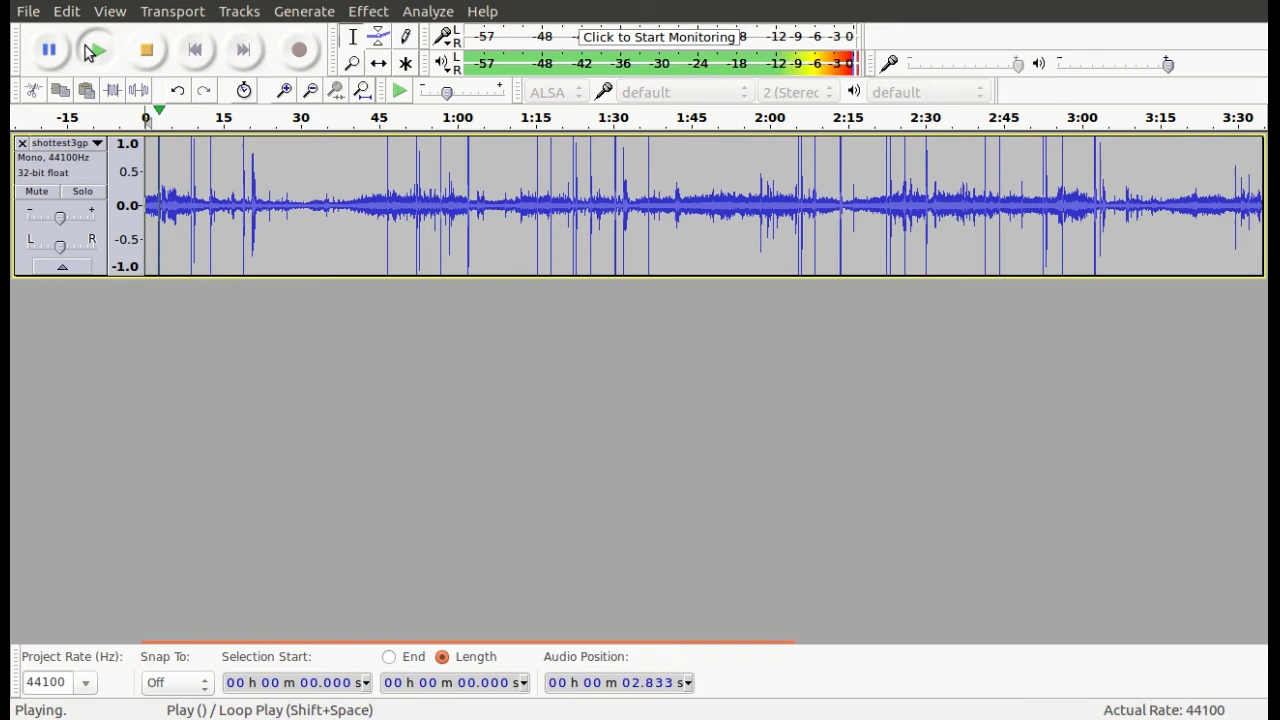 File Edit View Transport Tracks Generate Effect Analyze Help
L
R
-57 -48 Click to Start Monitoring 8 -12 -9 -6 -3 0
L
R
-57 -48 -42 -36 -30 -24 -18 -12 -9 -6 -3 0
- +
ALSA default 2 (Stereo default
-15 0 15 30 45 1:00 1:15 1:30 1:45 2:00 2:15 2:30 2:45 3:00 3:15 3:30
shottest3gp
Mono, 44100Hz
32-bit float
Mute Solo
- +
L R
1.0
0.5
0.0
-0.5
-1.0
Project Rate (Hz): Snap To: Selection Start: End Length Audio Position:
44100 Off 00 h 00 m 00.000 s 00 h 00 m 00.000 s 00 h 00 m 02.833 s
Playing. Play () / Loop Play (Shift+Space) Actual Rate: 44100